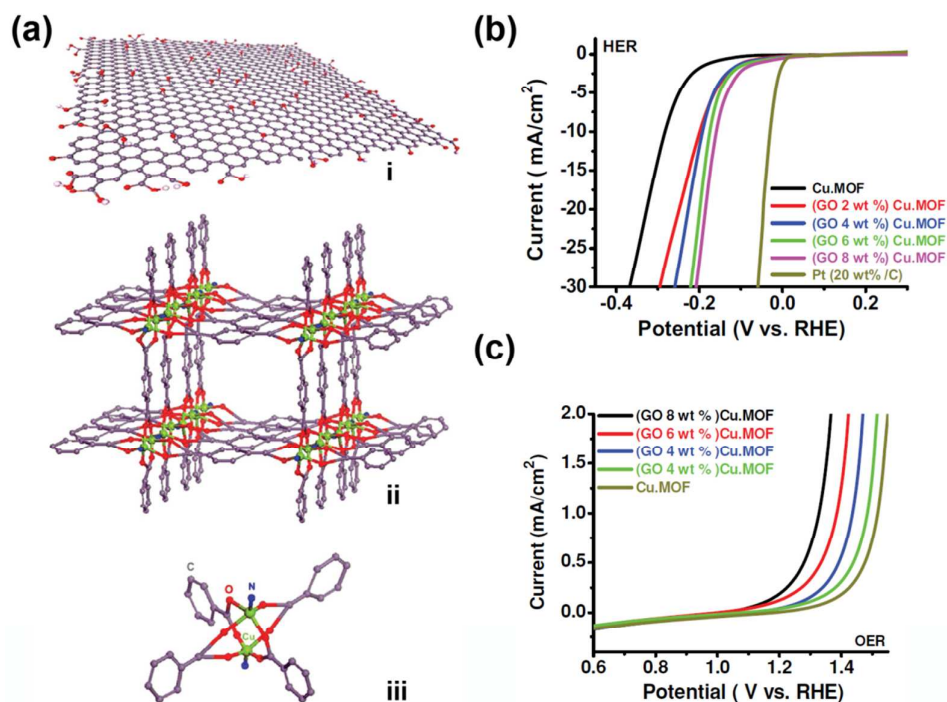 (a)
i
ii
C
O
N
Cu
iii
(b)
HER
0
-5
-10
-15
-20
-25
-30
Current ( mA/cm²)
Cu.MOF
(GO 2 wt %) Cu.MOF
(GO 4 wt %) Cu.MOF
(GO 6 wt %) Cu.MOF
(GO 8 wt %) Cu.MOF
Pt (20 wt% /C)
-0.4 -0.2 0.0 0.2
Potential (V vs. RHE)
(c)
2.0
1.5
1.0
0.5
0.0
Current (mA/cm²)
(GO 8 wt % )Cu.MOF
(GO 6 wt % )Cu.MOF
(GO 4 wt % )Cu.MOF
(GO 4 wt % )Cu.MOF
Cu.MOF
OER
0.6 0.8 1.0 1.2 1.4
Potential ( V vs. RHE)